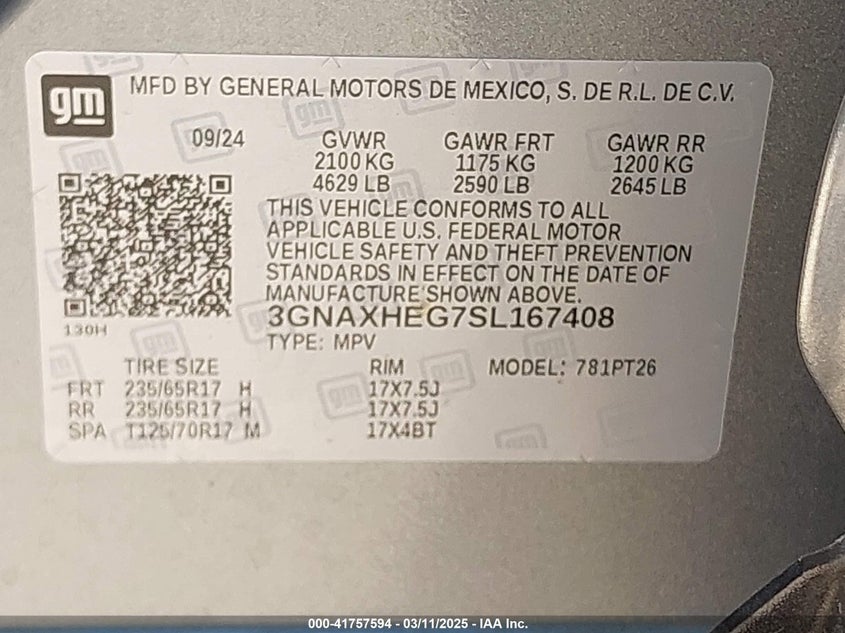 gm MFD BY GENERAL MOTORS DE MEXICO, S. DE R.L. DE C.V.
09/24 GVWR GAWR FRT GAWR RR
2100 KG 1175 KG 1200 KG
4629 LB 2590 LB 2645 LB
THIS VEHICLE CONFORMS TO ALL
APPLICABLE U.S. FEDERAL MOTOR
VEHICLE SAFETY AND THEFT PREVENTION
STANDARDS IN EFFECT ON THE DATE OF
MANUFACTURE SHOWN ABOVE.
3GNAXHEG7SL167408
130H
TYPE: MPV
TIRE SIZE RIM MODEL: 781PT26
FRT 235/65R17 H 17X7.5J
RR 235/65R17 H 17X7.5J
SPA T125/70R17 M 17X4BT
000-41757594 - 03/11/2025 - IAA Inc.